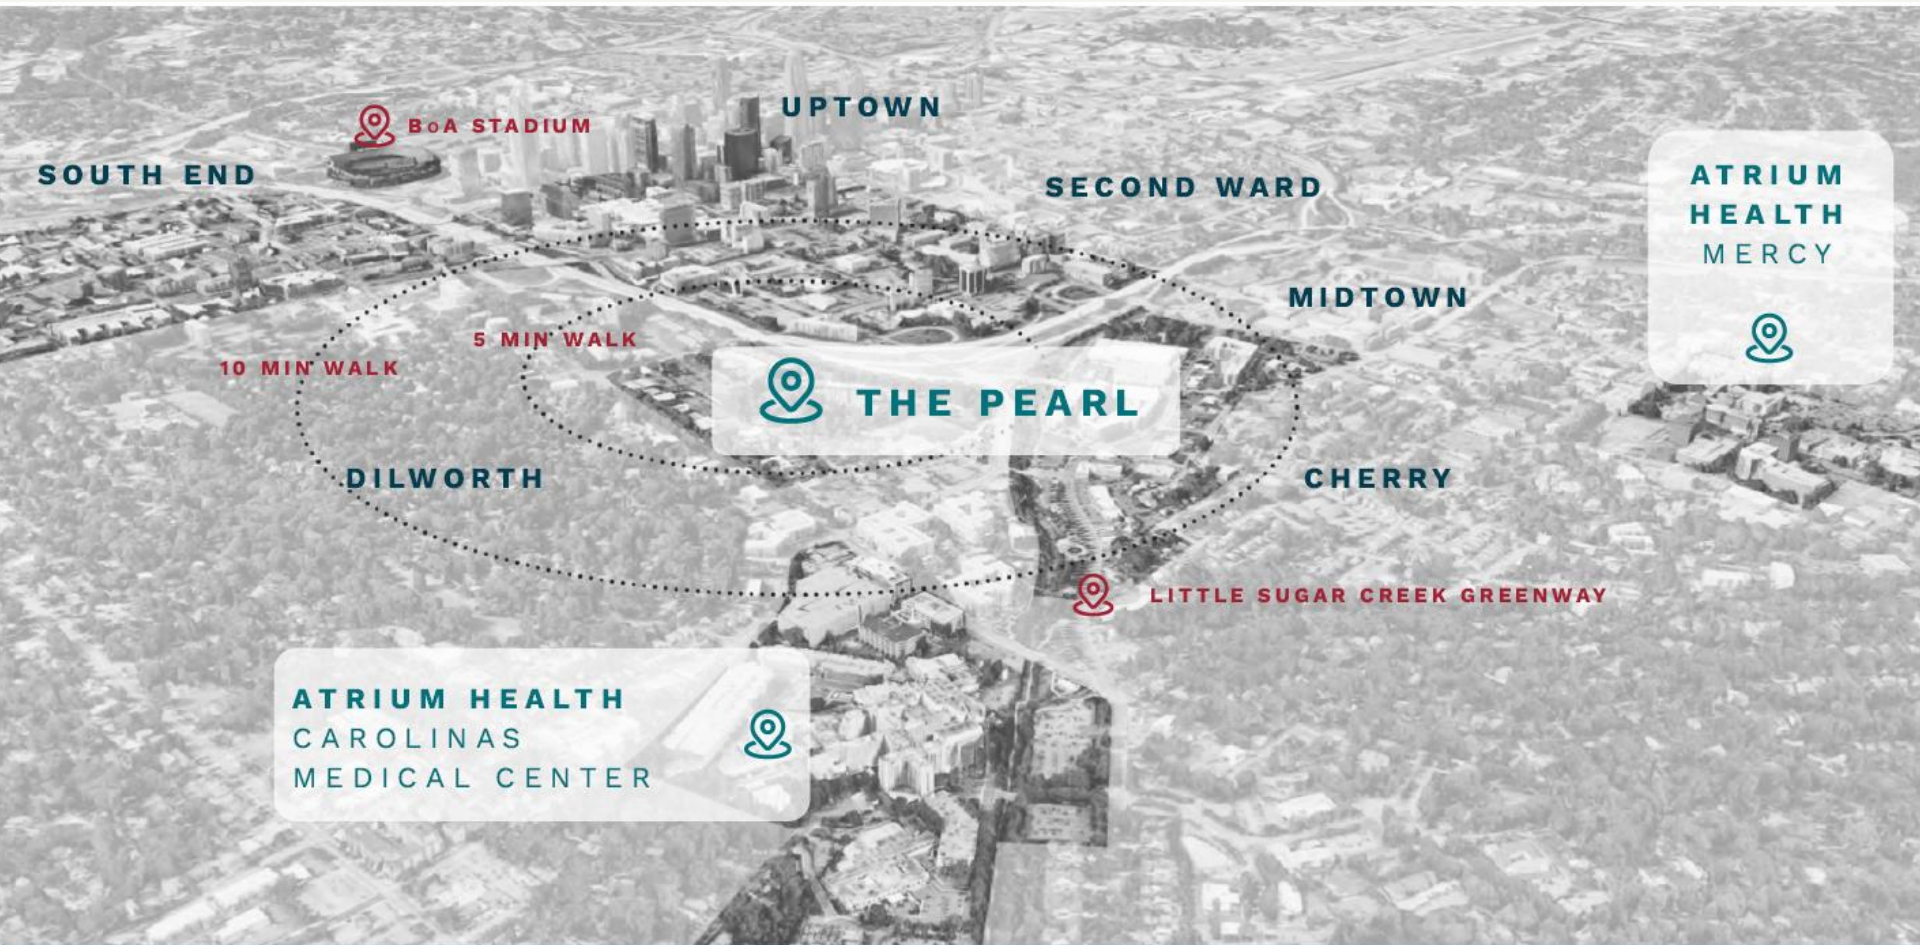 UPTOWN
BoA STADIUM
SOUTH END
SECOND WARD
ATRIUM
HEALTH
MERCY
MIDTOWN
5 MIN WALK
10 MIN WALK
THE PEARL
DILWORTH
CHERRY
LITTLE SUGAR CREEK GREENWAY
ATRIUM HEALTH
CAROLINAS
MEDICAL CENTER